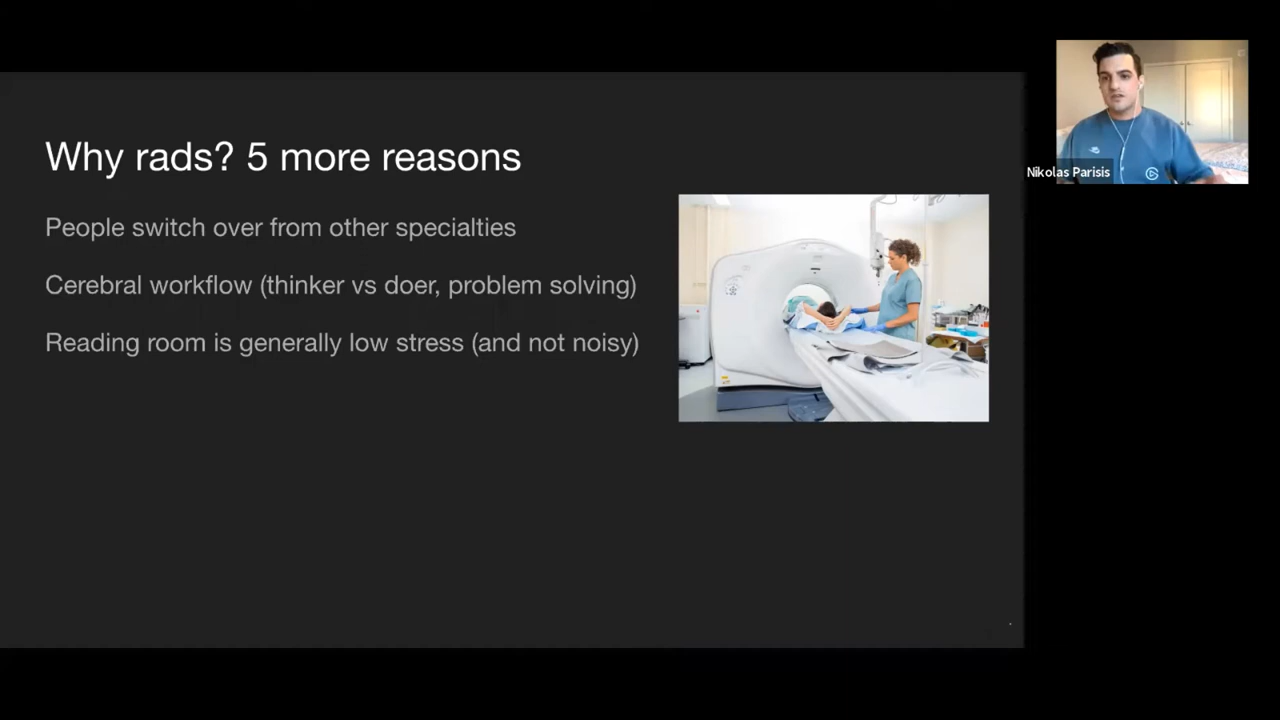 Why rads? 5 more reasons
People switch over from other specialties
Cerebral workflow (thinker vs doer, problem solving)
Reading room is generally low stress (and not noisy)
Nikolas Parisis